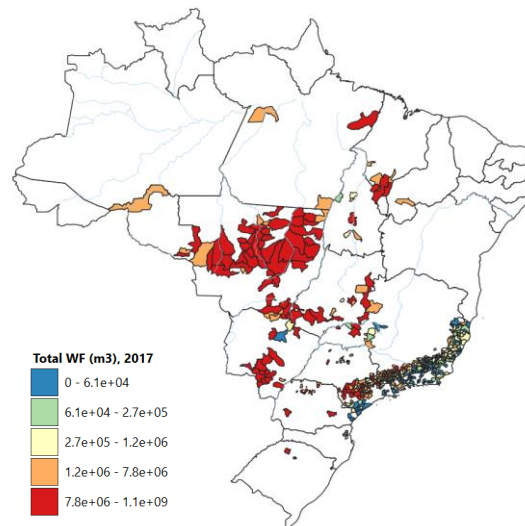 Total WF (m3), 2017
0 - 6.1e+04
6.1e+04 - 2.7e+05
2.7e+05 - 1.2e+06
1.2e+06 - 7.8e+06
7.8e+06 - 1.1e+09